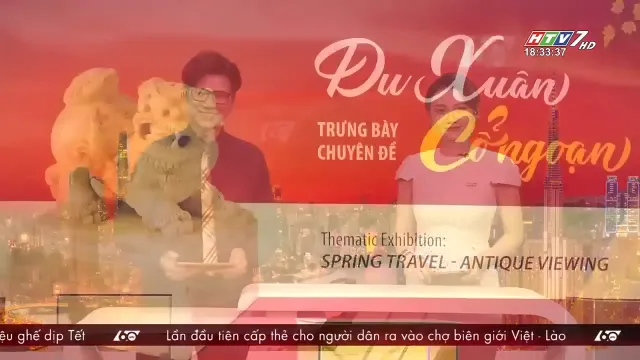 HTV7 HD
18:33:37
Du Xuân
TRƯNG BÀY
CHUYÊN ĐỀ
Cổ ngoạn
Thematic Exhibition:
SPRING TRAVEL - ANTIQUE VIEWING
ệu ghế dịp Tết 60 Lần đầu tiên cấp thẻ cho người dân ra vào chợ biên giới Việt - Lào 60